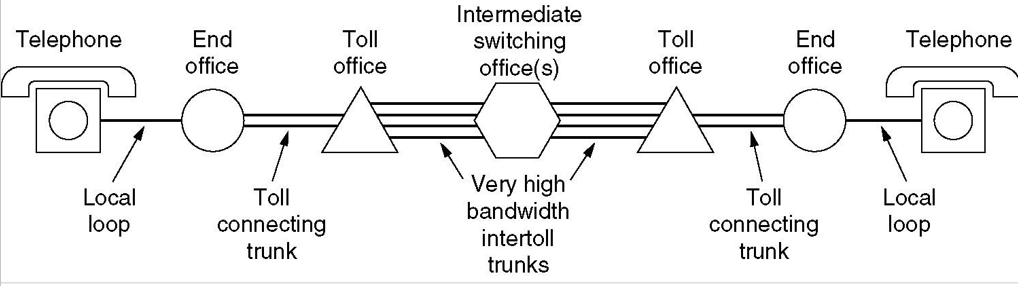 Telephone
End
office
Toll
office
Intermediate
switching
office(s)
Toll
office
End
office
Telephone
Local
loop
Toll
connecting
trunk
Very high
bandwidth
intertoll
trunks
Toll
connecting
trunk
Local
loop